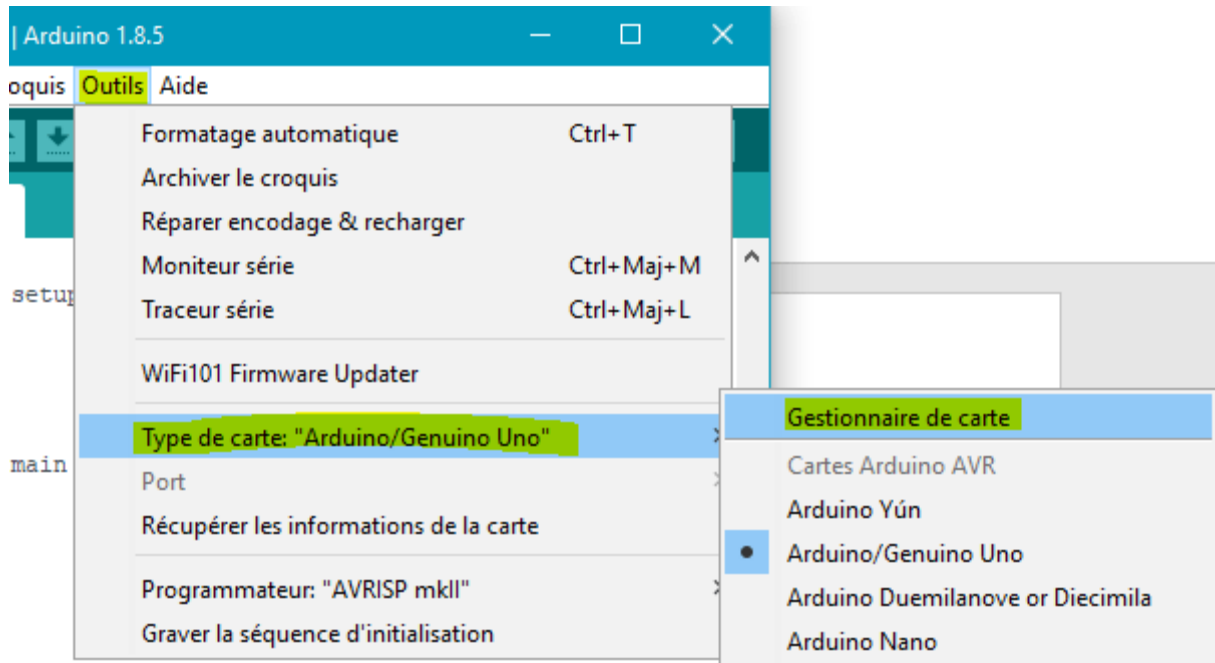 | Arduino 1.8.5
oquis Outils Aide
Formatage automatique Ctrl+T
Archiver le croquis
Réparer encodage & recharger
Moniteur série Ctrl+Maj+M
Traceur série Ctrl+Maj+L
WiFi101 Firmware Updater
Type de carte: "Arduino/Genuino Uno"
Port
Récupérer les informations de la carte
Programmateur: "AVRISP mkII"
Graver la séquence d'initialisation
setup
main
Gestionnaire de carte
Cartes Arduino AVR
Arduino Yún
Arduino/Genuino Uno
Arduino Duemilanove or Diecimila
Arduino Nano